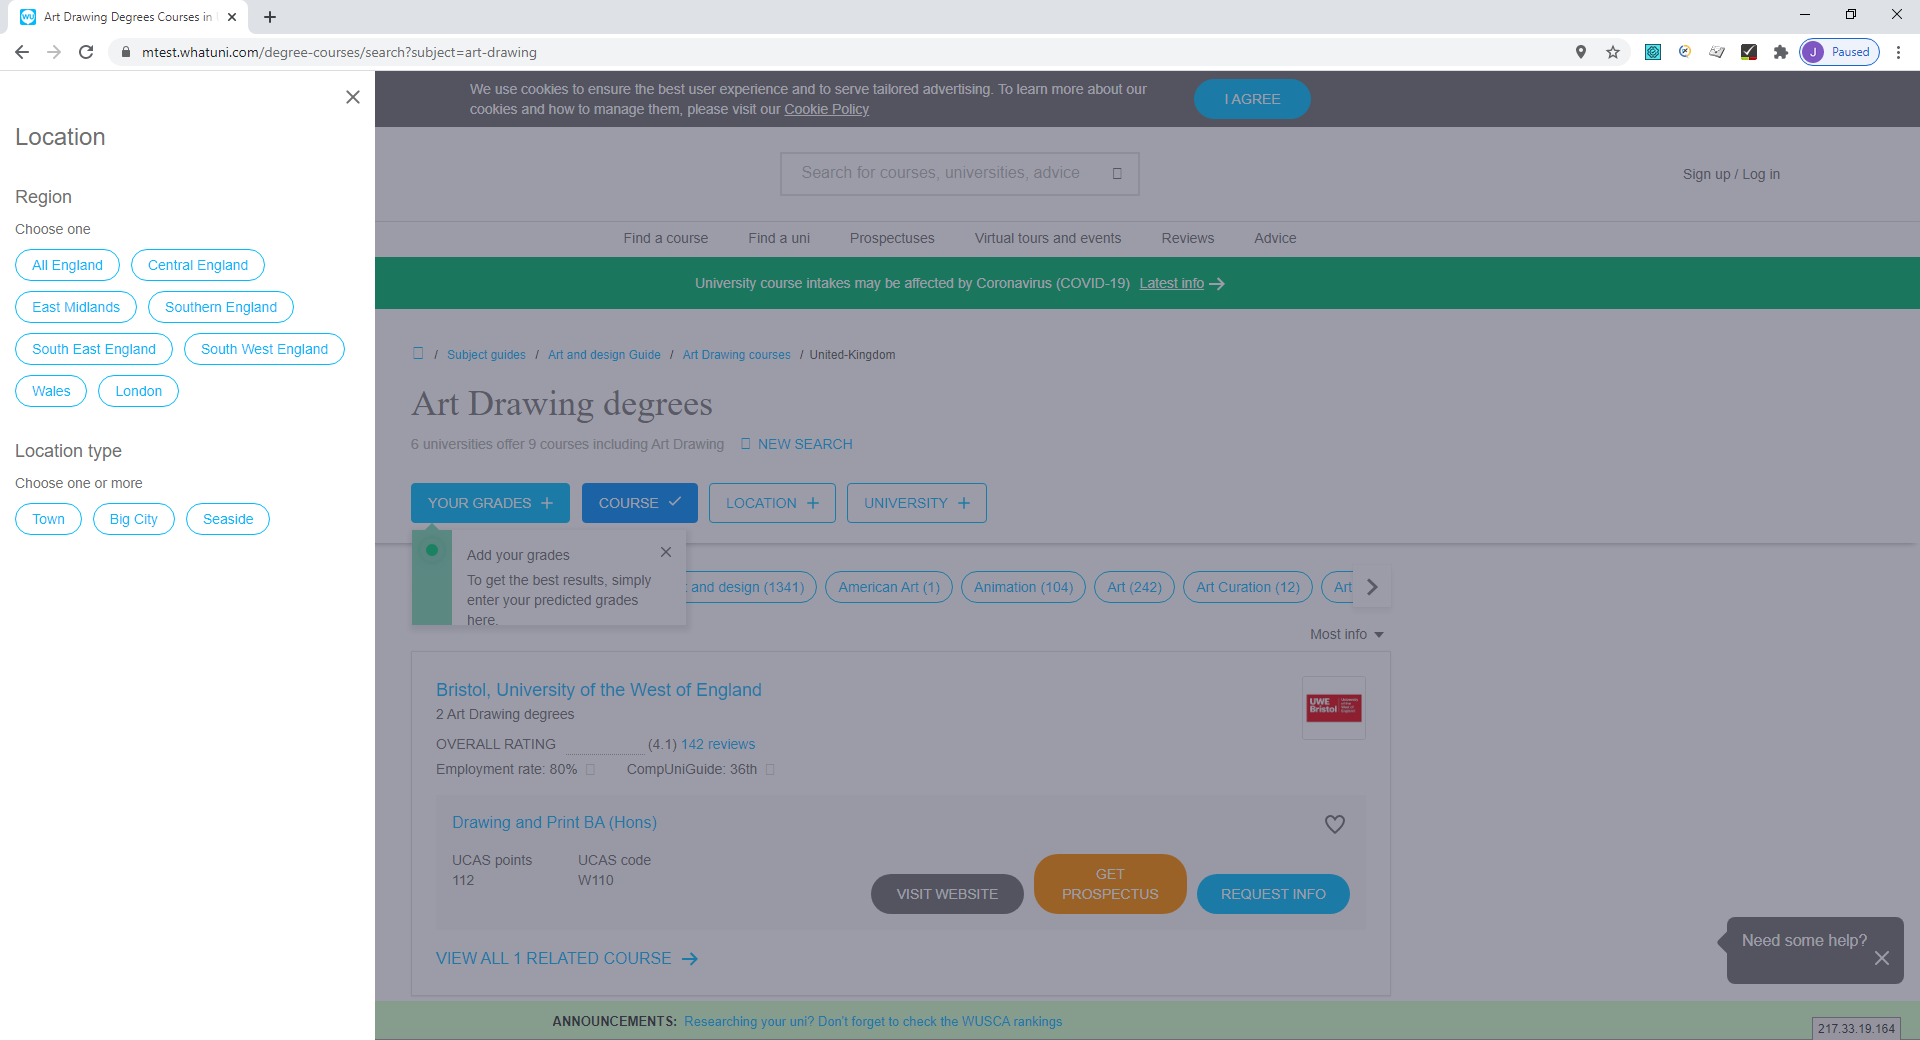 Art Drawing Degrees Courses in
mtest.whatuni.com/degree-courses/search?subject=art-drawing
J Paused
Location
Region
Choose one
All England
Central England
East Midlands
Southern England
South East England
South West England
Wales
London
Location type
Choose one or more
Town
Big City
Seaside
We use cookies to ensure the best user experience and to serve tailored advertising. To learn more about our
cookies and how to manage them, please visit our Cookie Policy
I AGREE
Search for courses, universities, advice
Sign up / Log in
Find a course
Find a uni
Prospectuses
Virtual tours and events
Reviews
Advice
University course intakes may be affected by Coronavirus (COVID-19) Latest info
/ Subject guides / Art and design Guide / Art Drawing courses / United-Kingdom
Art Drawing degrees
6 universities offer 9 courses including Art Drawing
NEW SEARCH
YOUR GRADES
COURSE
LOCATION
UNIVERSITY
Add your grades
To get the best results, simply
enter your predicted grades
here.
and design (1341)
American Art (1)
Animation (104)
Art (242)
Art Curation (12)
Art
Most info
Bristol, University of the West of England
2 Art Drawing degrees
OVERALL RATING (4.1) 142 reviews
Employment rate: 80%
CompUniGuide: 36th
UWE
Bristol
Drawing and Print BA (Hons)
UCAS points
112
UCAS code
W110
VISIT WEBSITE
GET
PROSPECTUS
REQUEST INFO
VIEW ALL 1 RELATED COURSE
Need some help?
ANNOUNCEMENTS: Researching your uni? Don't forget to check the WUSCA rankings
217.33.19.164